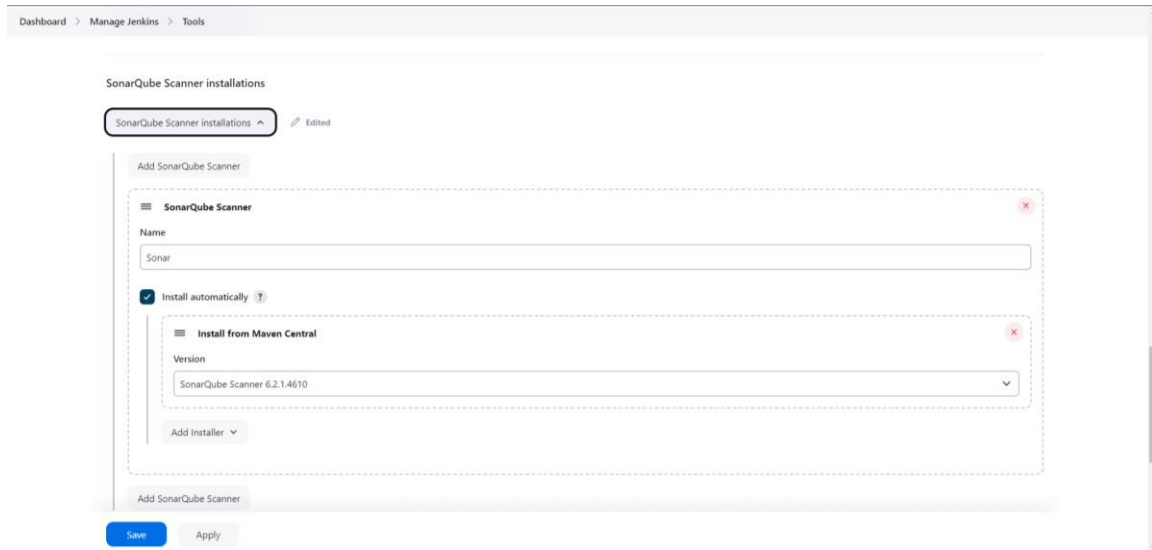 Dashboard > Manage Jenkins > Tools
SonarQube Scanner installations
SonarQube Scanner installations Edited
Add SonarQube Scanner
SonarQube Scanner
Name
Sonar
Install automatically ?
Install from Maven Central
Version
SonarQube Scanner 6.2.1.4610
Add Installer
Add SonarQube Scanner
Save Apply